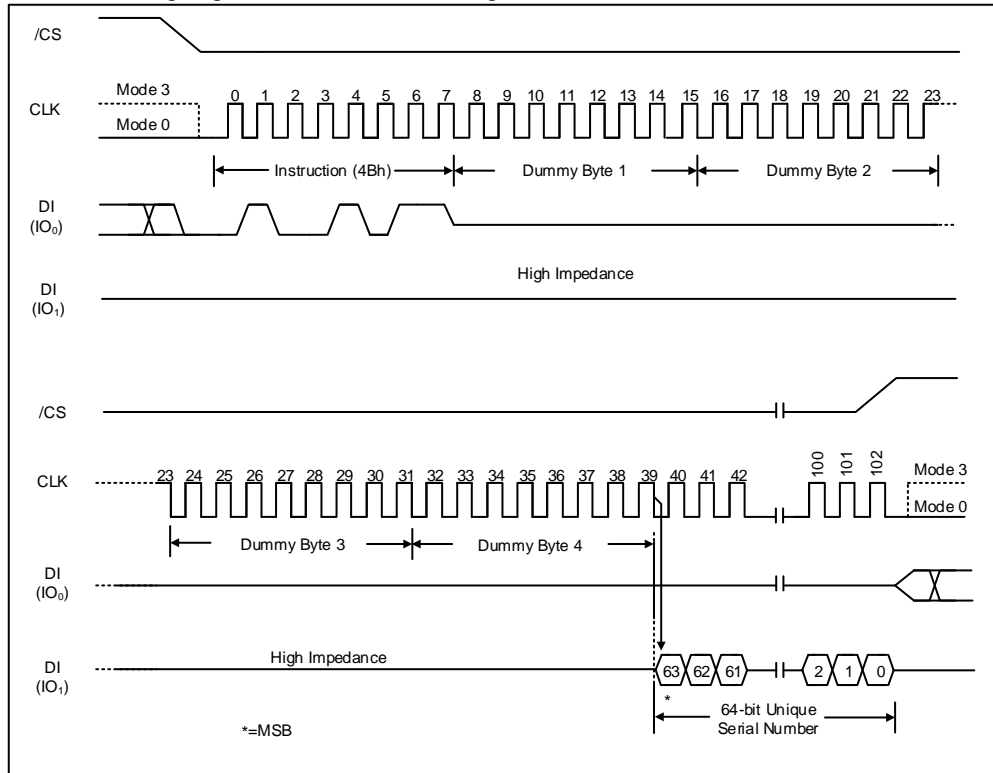 /CS
Mode 3
CLK
Mode 0
0 1 2 3 4 5 6 7 8 9 10 11 12 13 14 15 16 17 18 19 20 21 22 23
Instruction (4Bh)
Dummy Byte 1
Dummy Byte 2
DI
(IO₀)
High Impedance
DI
(IO₁)
/CS
CLK
23 24 25 26 27 28 29 30 31 32 33 34 35 36 37 38 39 40 41 42
100 101 102
Mode 3
Mode 0
Dummy Byte 3
Dummy Byte 4
DI
(IO₀)
DI
(IO₁)
High Impedance
63 62 61 2 1 0
*
64-bit Unique
Serial Number
*=MSB